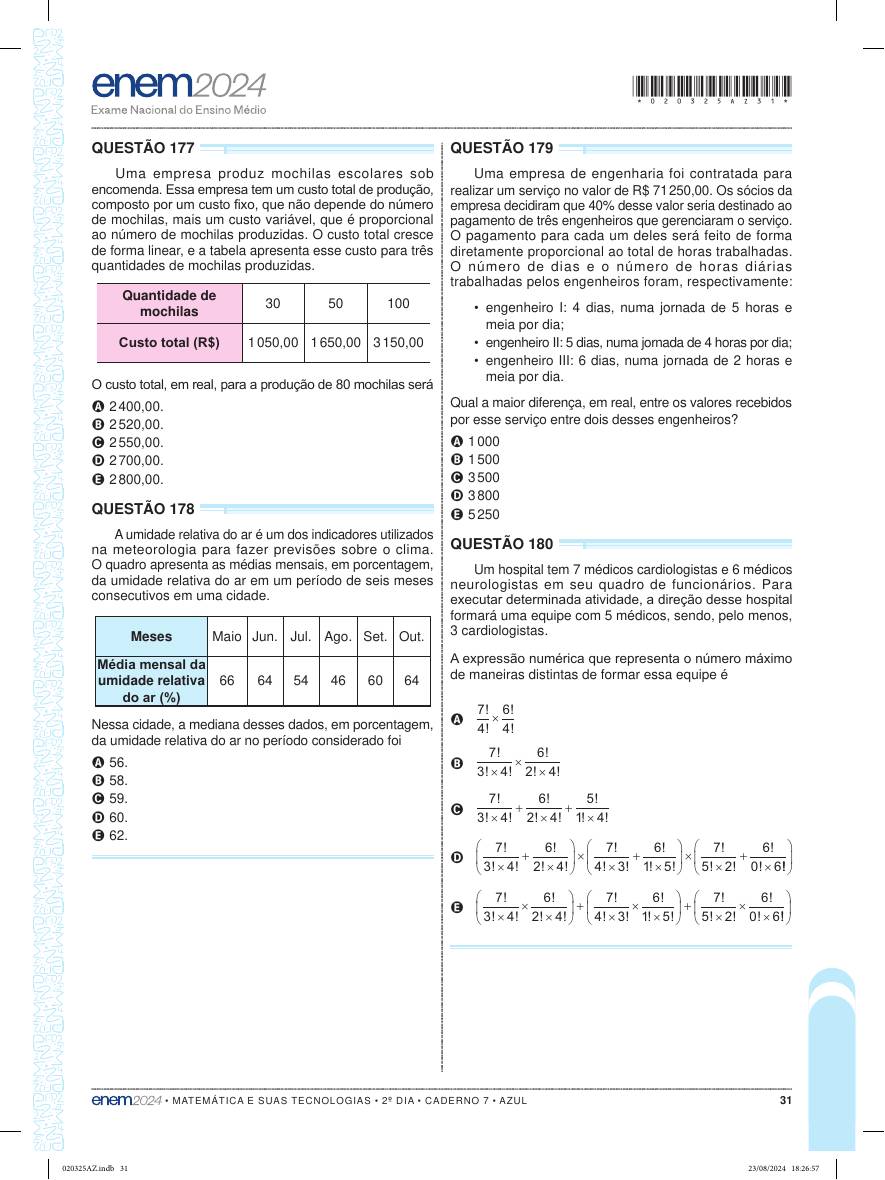 enem2024
Exame Nacional do Ensino Médio
*020325AZ31*
QUESTÃO 177
Uma empresa produz mochilas escolares sob
encomenda. Essa empresa tem um custo total de produção,
composto por um custo fixo, que não depende do número
de mochilas, mais um custo variável, que é proporcional
ao número de mochilas produzidas. O custo total cresce
de forma linear, e a tabela apresenta esse custo para três
quantidades de mochilas produzidas.
Quantidade de mochilas 30 50 100
Custo total (R$) 1 050,00 1 650,00 3 150,00
O custo total, em real, para a produção de 80 mochilas será
A 2 400,00.
B 2 520,00.
C 2 550,00.
D 2 700,00.
E 2 800,00.
QUESTÃO 178
A umidade relativa do ar é um dos indicadores utilizados
na meteorologia para fazer previsões sobre o clima.
O quadro apresenta as médias mensais, em porcentagem,
da umidade relativa do ar em um período de seis meses
consecutivos em uma cidade.
Meses Maio Jun. Jul. Ago. Set. Out.
Média mensal da umidade relativa do ar (%) 66 64 54 46 60 64
Nessa cidade, a mediana desses dados, em porcentagem,
da umidade relativa do ar no período considerado foi
A 56.
B 58.
C 59.
D 60.
E 62.
QUESTÃO 179
Uma empresa de engenharia foi contratada para
realizar um serviço no valor de R$ 71 250,00. Os sócios da
empresa decidiram que 40% desse valor seria destinado ao
pagamento de três engenheiros que gerenciaram o serviço.
O pagamento para cada um deles será feito de forma
diretamente proporcional ao total de horas trabalhadas.
O número de dias e o número de horas diárias
trabalhadas pelos engenheiros foram, respectivamente:
• engenheiro I: 4 dias, numa jornada de 5 horas e
meia por dia;
• engenheiro II: 5 dias, numa jornada de 4 horas por dia;
• engenheiro III: 6 dias, numa jornada de 2 horas e
meia por dia.
Qual a maior diferença, em real, entre os valores recebidos
por esse serviço entre dois desses engenheiros?
A 1 000
B 1 500
C 3 500
D 3 800
E 5 250
QUESTÃO 180
Um hospital tem 7 médicos cardiologistas e 6 médicos
neurologistas em seu quadro de funcionários. Para
executar determinada atividade, a direção desse hospital
formará uma equipe com 5 médicos, sendo, pelo menos,
3 cardiologistas.
A expressão numérica que representa o número máximo
de maneiras distintas de formar essa equipe é
A 7!/4! × 6!/4!
B 7!/(3! × 4!) × 6!/(2! × 4!)
C 7!/(3! × 4!) + 6!/(2! × 4!) + 5!/(1! × 4!)
D (7!/(3! × 4!) + 6!/(2! × 4!)) × (7!/(4! × 3!) + 6!/(1! × 5!)) × (7!/(5! × 2!) + 6!/(0! × 6!))
E (7!/(3! × 4!) × 6!/(2! × 4!)) + (7!/(4! × 3!) × 6!/(1! × 5!)) + (7!/(5! × 2!) × 6!/(0! × 6!))
enem2024 • MATEMÁTICA E SUAS TECNOLOGIAS • 2º DIA • CADERNO 7 • AZUL
31
020325AZ.indb 31
23/08/2024 18:26:57